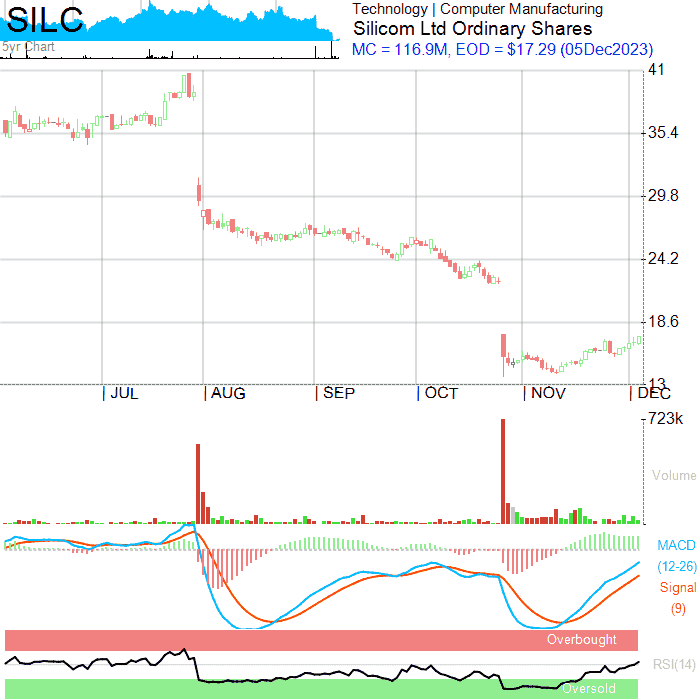 SILC
5yr Chart
Technology | Computer Manufacturing
Silicom Ltd Ordinary Shares
MC = 116.9M, EOD = $17.29 (05Dec2023)
41
35.4
29.8
24.2
18.6
13
JUL
AUG
SEP
OCT
NOV
DEC
723k
Volume
MACD
(12-26)
Signal
(9)
Overbought
RSI(14)
Oversold